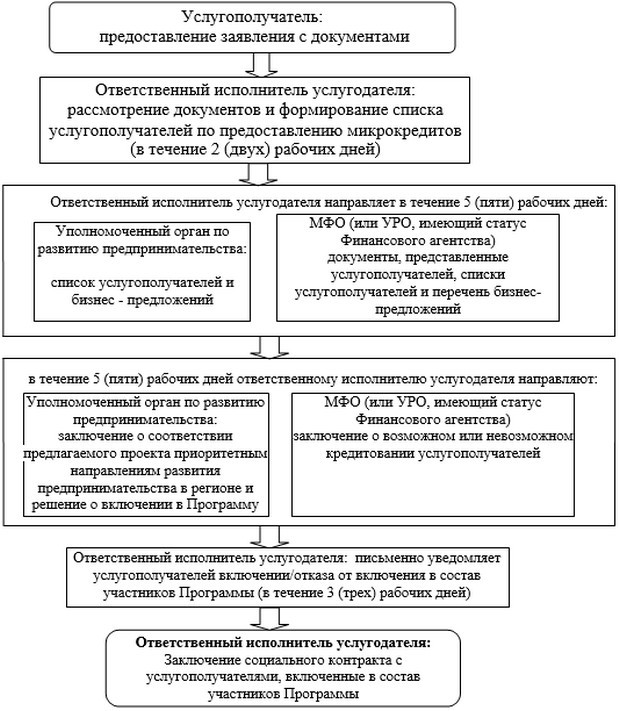 Услугополучатель:
предоставление заявления с документами
Ответственный исполнитель услугодателя:
рассмотрение документов и формирование списка
услугополучателей по предоставлению микрокредитов
(в течение 2 (двух) рабочих дней)
Ответственный исполнитель услугодателя направляет в течение 5 (пяти) рабочих дней:
Уполномоченный орган по
развитию предпринимательства:
список услугополучателей и
бизнес - предложений
МФО (или УРО, имеющий статус
Финансового агентства)
документы, представленные
услугополучателей, списки
услугополучателей и перечень бизнес-
предложений
в течение 5 (пяти) рабочих дней ответственному исполнителю услугодателя направляют:
Уполномоченный орган по развитию
предпринимательства:
заключение о соответствии
предлагаемого проекта приоритетным
направлениям развития
предпринимательства в регионе и
решение о включении в Программу
МФО (или УРО, имеющий статус
Финансового агентства)
заключение о возможном или невозможном
кредитовании услугополучателей
Ответственный исполнитель услугодателя: письменно уведомляет
услугополучателей включении/отказа от включения в состав
участников Программы (в течение 3 (трех) рабочих дней)
Ответственный исполнитель услугодателя:
Заключение социального контракта с
услугополучателями, включенные в состав
участников Программы